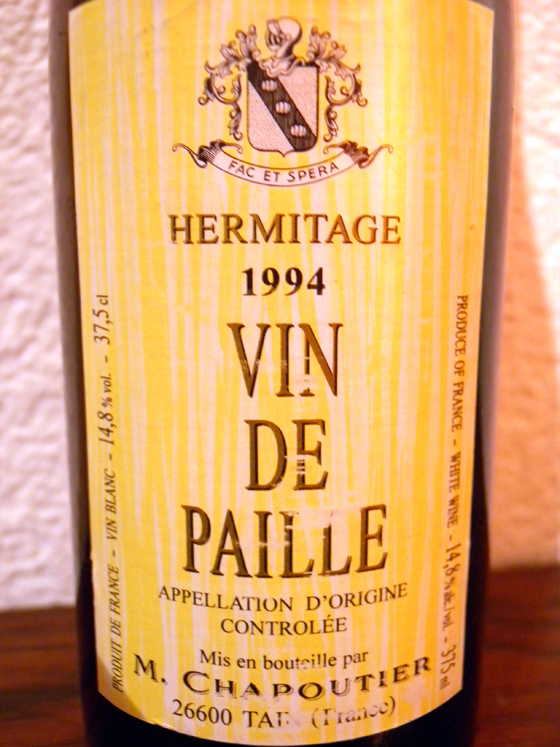 FAC ET SPERA
HERMITAGE
1994
VIN
DE
PAILLE
APPELLATION D'ORIGINE
CONTROLÉE
Mis en bouteille par
M. CHAPOUTIER
26600 TAIN (France)
PRODUIT DE FRANCE - VIN BLANC - 14,8 % vol. - 37,5 cl
PRODUCE OF FRANCE - WHITE WINE - 14,8 % alc./vol. - 375 ml